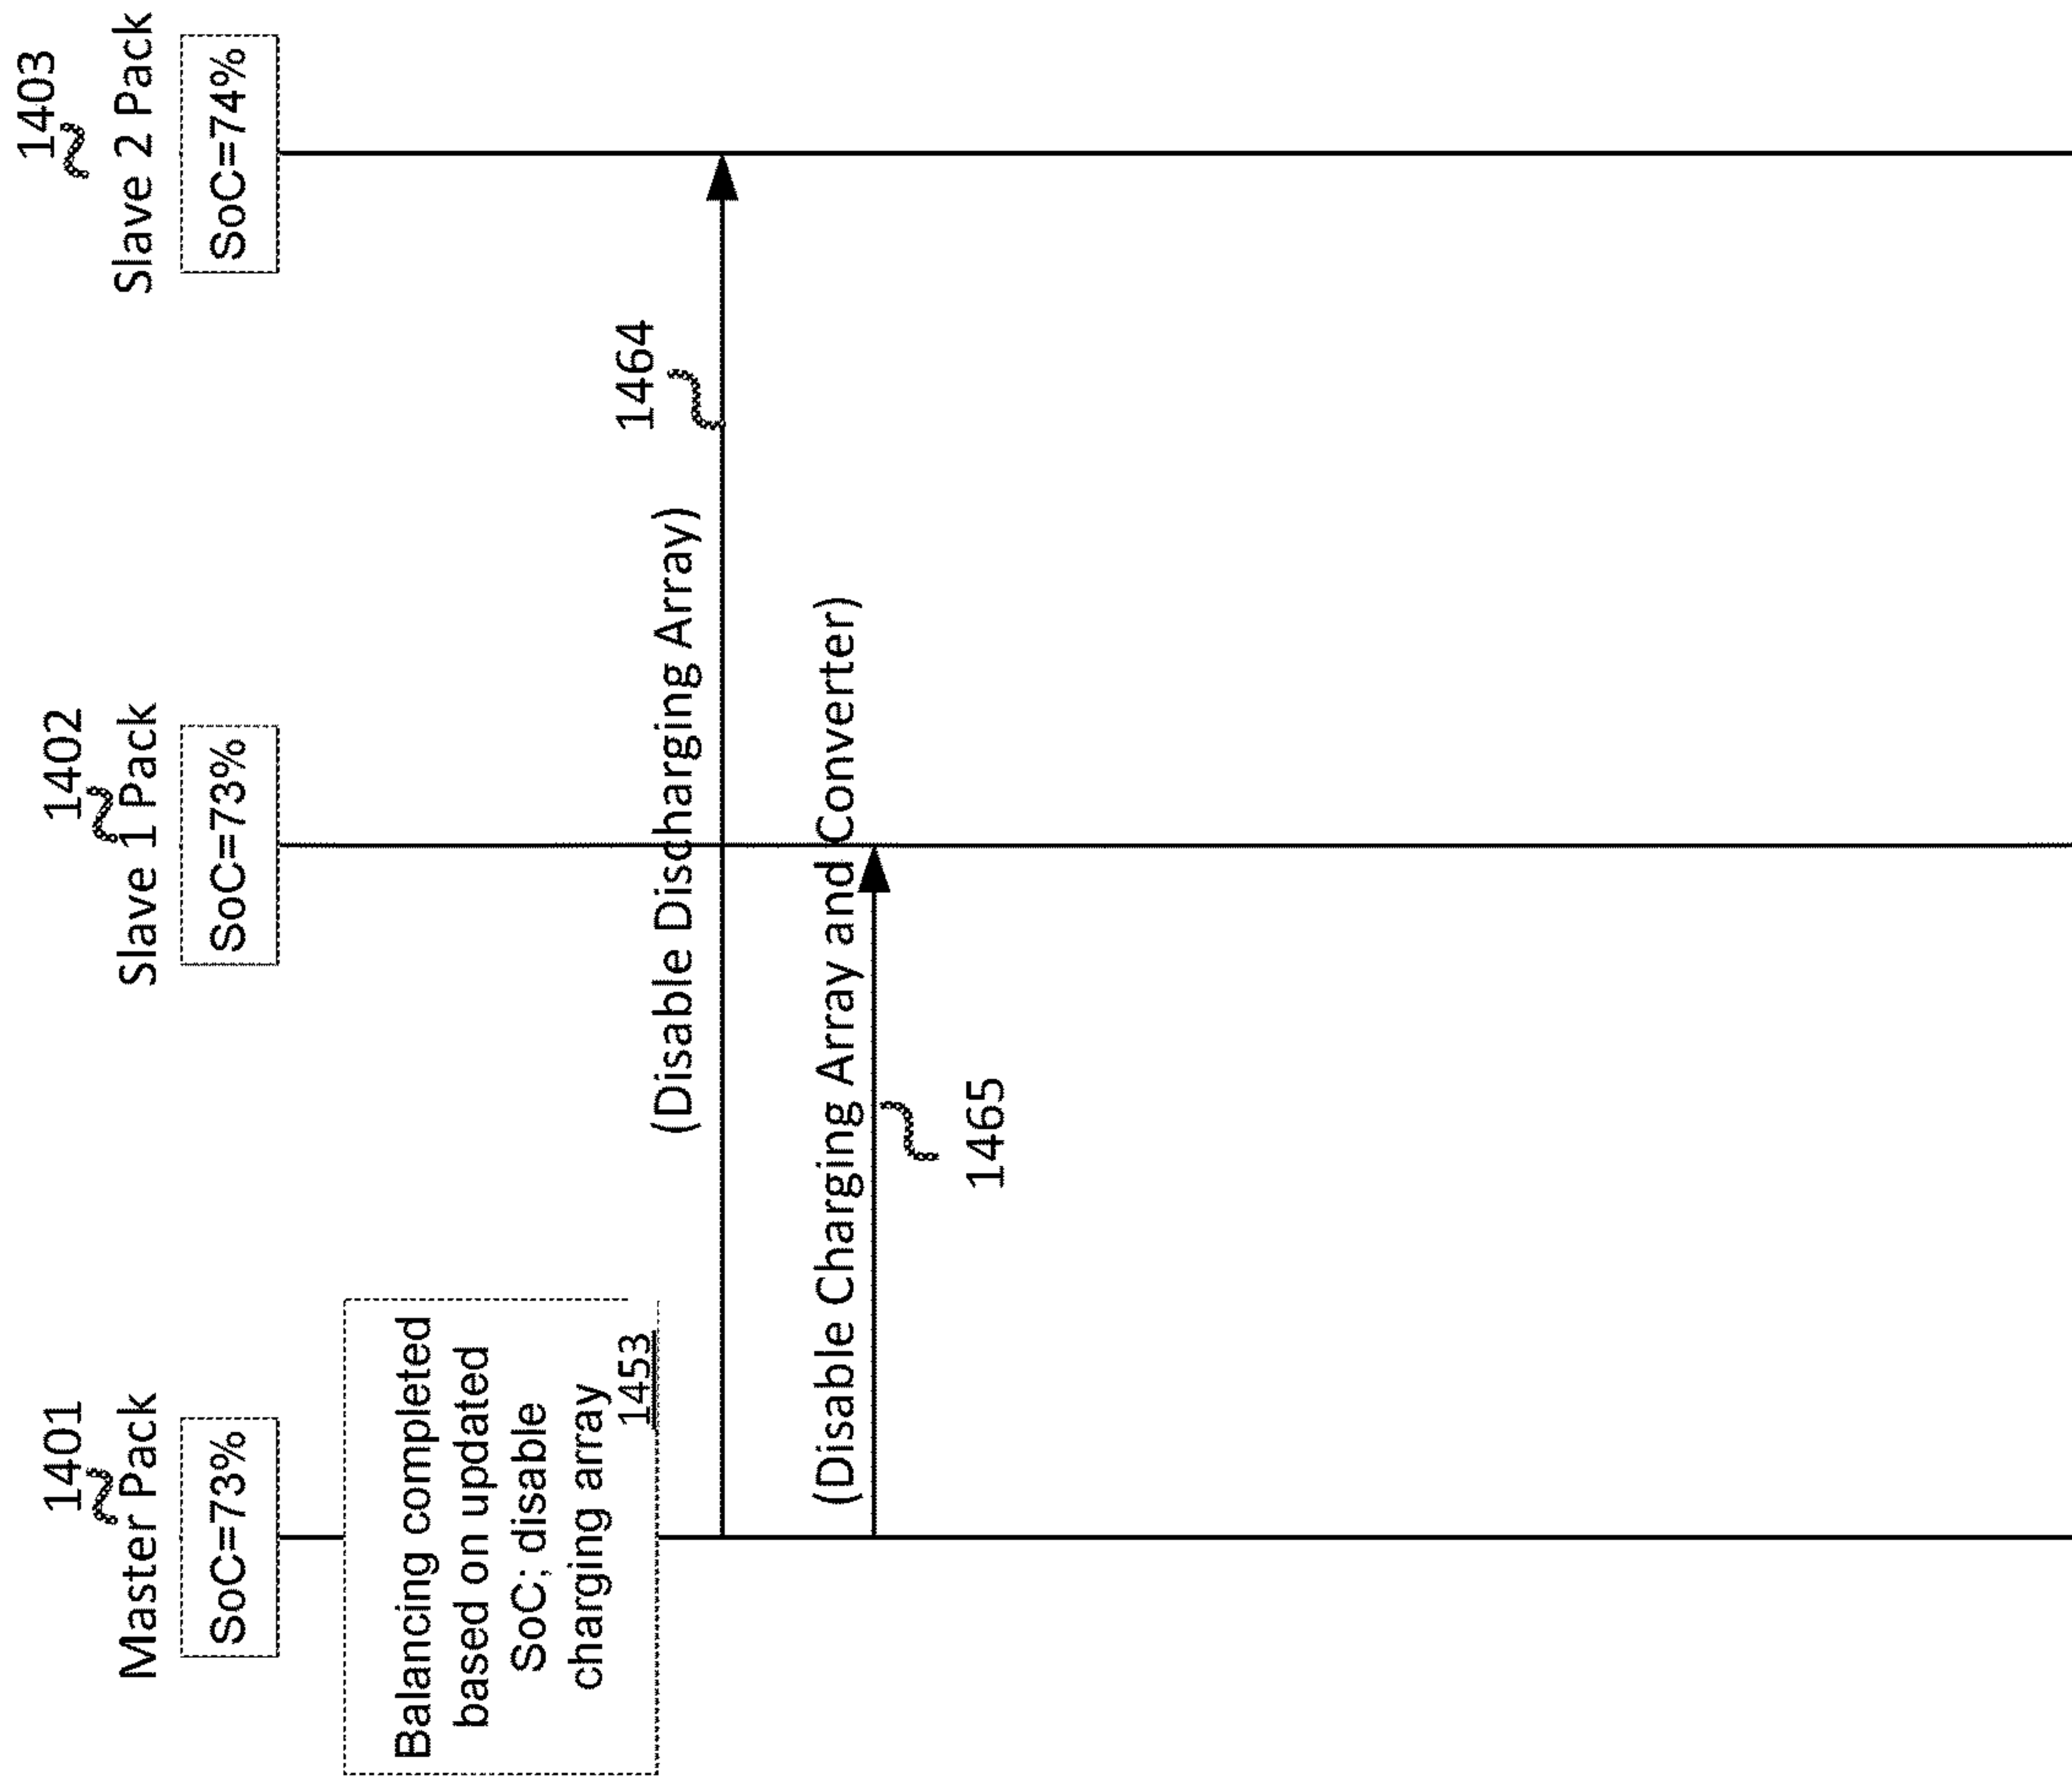 1401
Master Pack
SoC=73%
1402
Slave 1 Pack
SoC=73%
1403
Slave 2 Pack
SoC=74%
Balancing completed
based on updated
SoC; disable
charging array
1453
1464
(Disable Discharging Array)
(Disable Charging Array and Converter)
1465